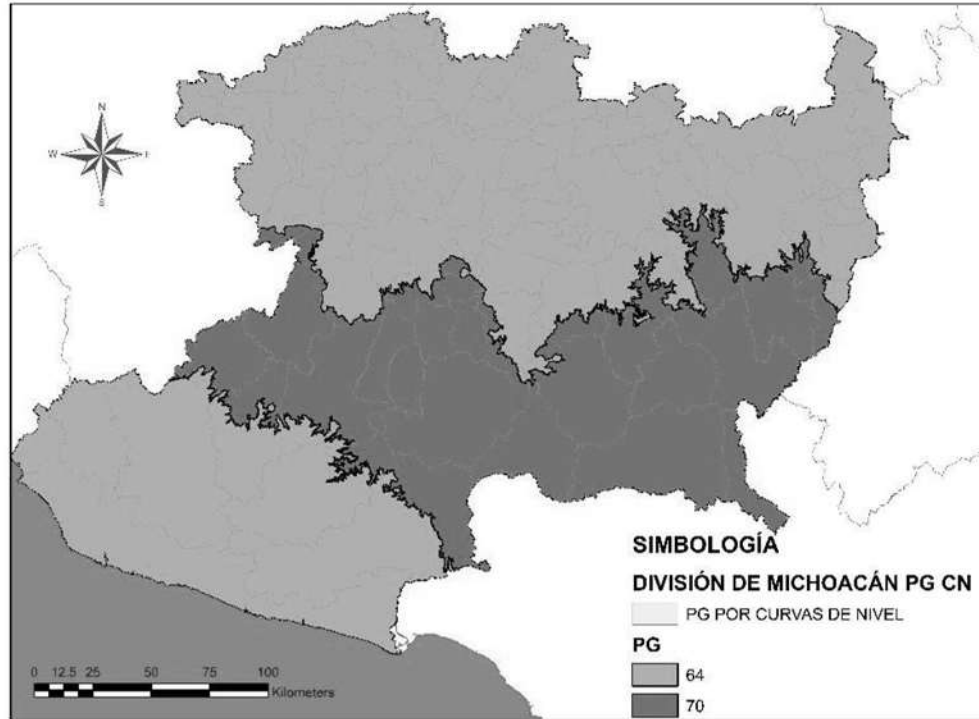 N
W E
S
SIMBOLOGÍA
DIVISIÓN DE MICHOACÁN PG CN
PG POR CURVAS DE NIVEL
PG
64
70
0 12.5 25 50 75 100
Kilometers